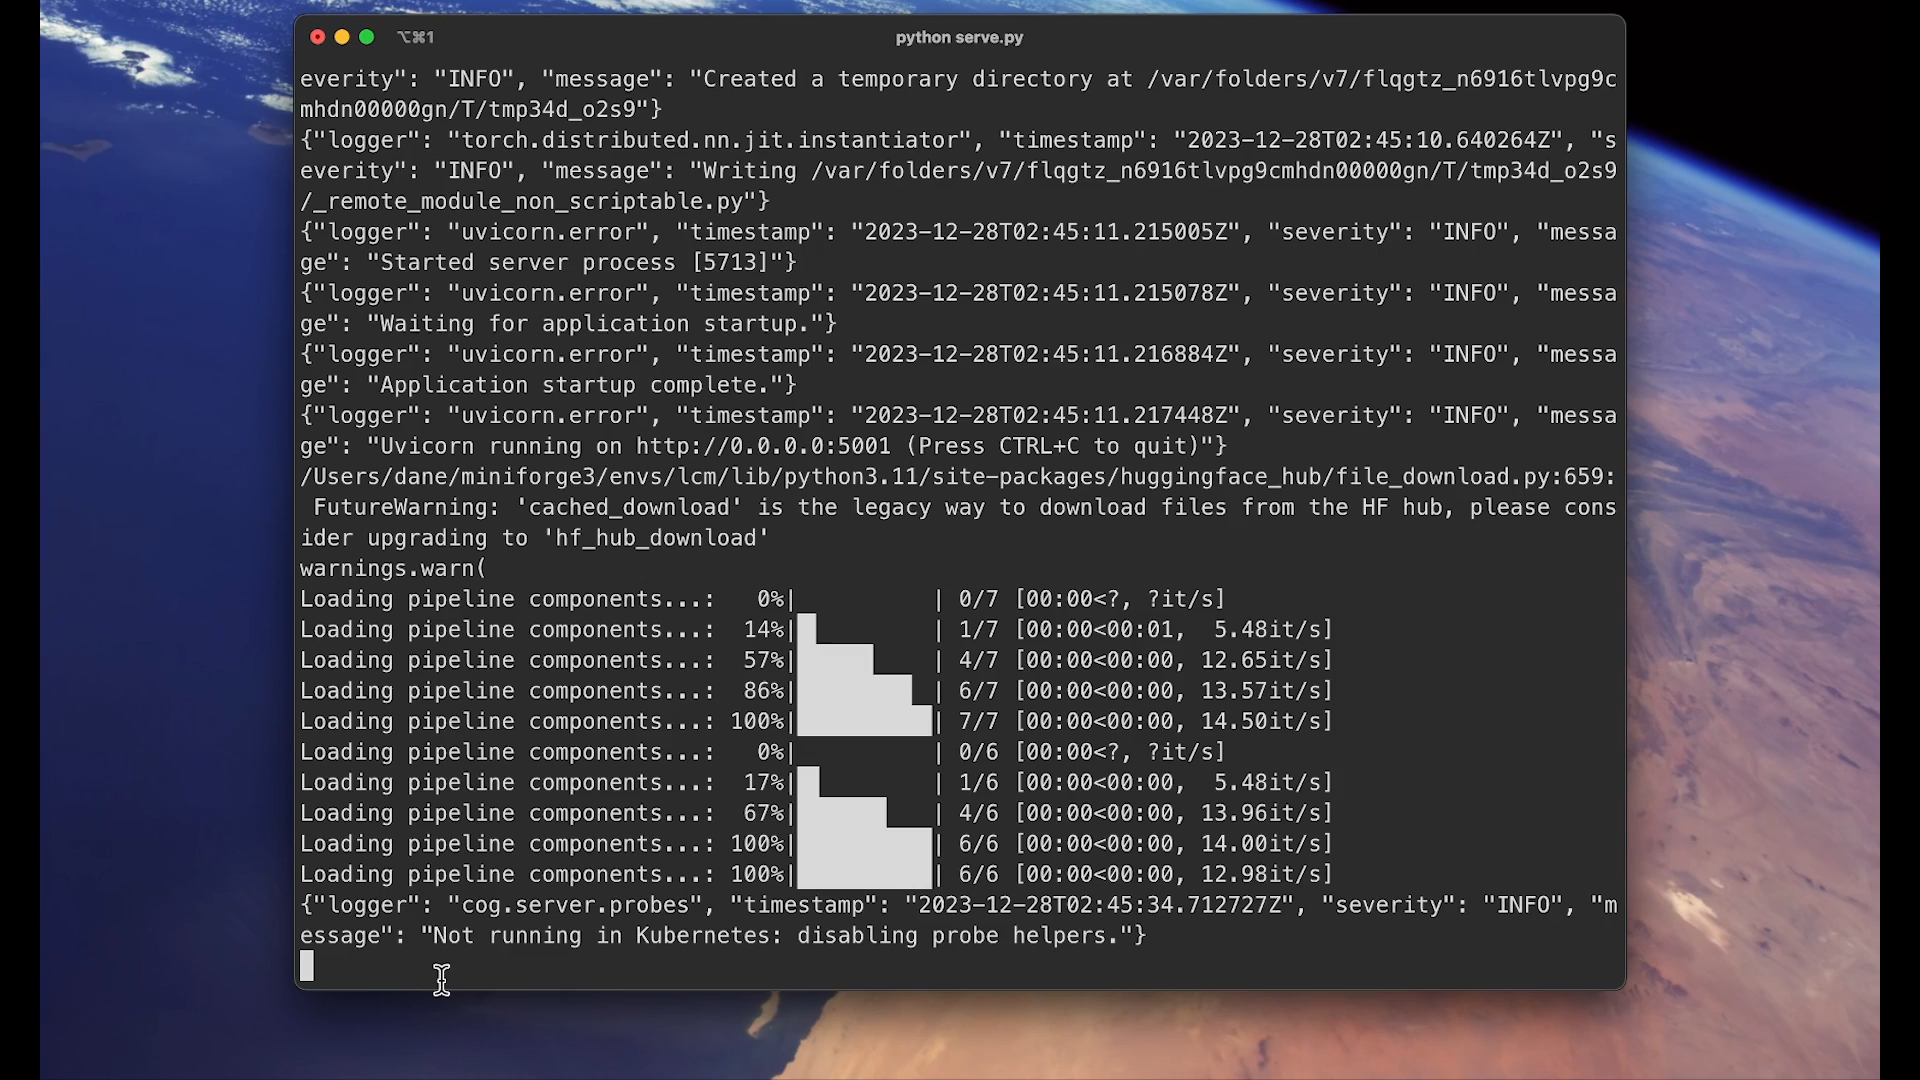 ⌥⌘1
python serve.py
everity": "INFO", "message": "Created a temporary directory at /var/folders/v7/flqgtz_n6916tlvpg9c
mhdn00000gn/T/tmp34d_o2s9"}
{"logger": "torch.distributed.nn.jit.instantiator", "timestamp": "2023-12-28T02:45:10.640264Z", "s
everity": "INFO", "message": "Writing /var/folders/v7/flqgtz_n6916tlvpg9cmhdn00000gn/T/tmp34d_o2s9
/_remote_module_non_scriptable.py"}
{"logger": "uvicorn.error", "timestamp": "2023-12-28T02:45:11.215005Z", "severity": "INFO", "messa
ge": "Started server process [5713]"}
{"logger": "uvicorn.error", "timestamp": "2023-12-28T02:45:11.215078Z", "severity": "INFO", "messa
ge": "Waiting for application startup."}
{"logger": "uvicorn.error", "timestamp": "2023-12-28T02:45:11.216884Z", "severity": "INFO", "messa
ge": "Application startup complete."}
{"logger": "uvicorn.error", "timestamp": "2023-12-28T02:45:11.217448Z", "severity": "INFO", "messa
ge": "Uvicorn running on http://0.0.0.0:5001 (Press CTRL+C to quit)"}
/Users/dane/miniforge3/envs/lcm/lib/python3.11/site-packages/huggingface_hub/file_download.py:659:
 FutureWarning: 'cached_download' is the legacy way to download files from the HF hub, please cons
ider upgrading to 'hf_hub_download'
warnings.warn(
Loading pipeline components...:   0%|          | 0/7 [00:00<?, ?it/s]
Loading pipeline components...:  14%|█         | 1/7 [00:00<00:01,  5.48it/s]
Loading pipeline components...:  57%|█████     | 4/7 [00:00<00:00, 12.65it/s]
Loading pipeline components...:  86%|████████  | 6/7 [00:00<00:00, 13.57it/s]
Loading pipeline components...: 100%|██████████| 7/7 [00:00<00:00, 14.50it/s]
Loading pipeline components...:   0%|          | 0/6 [00:00<?, ?it/s]
Loading pipeline components...:  17%|█         | 1/6 [00:00<00:00,  5.48it/s]
Loading pipeline components...:  67%|██████    | 4/6 [00:00<00:00, 13.96it/s]
Loading pipeline components...: 100%|██████████| 6/6 [00:00<00:00, 14.00it/s]
Loading pipeline components...: 100%|██████████| 6/6 [00:00<00:00, 12.98it/s]
{"logger": "cog.server.probes", "timestamp": "2023-12-28T02:45:34.712727Z", "severity": "INFO", "m
essage": "Not running in Kubernetes: disabling probe helpers."}